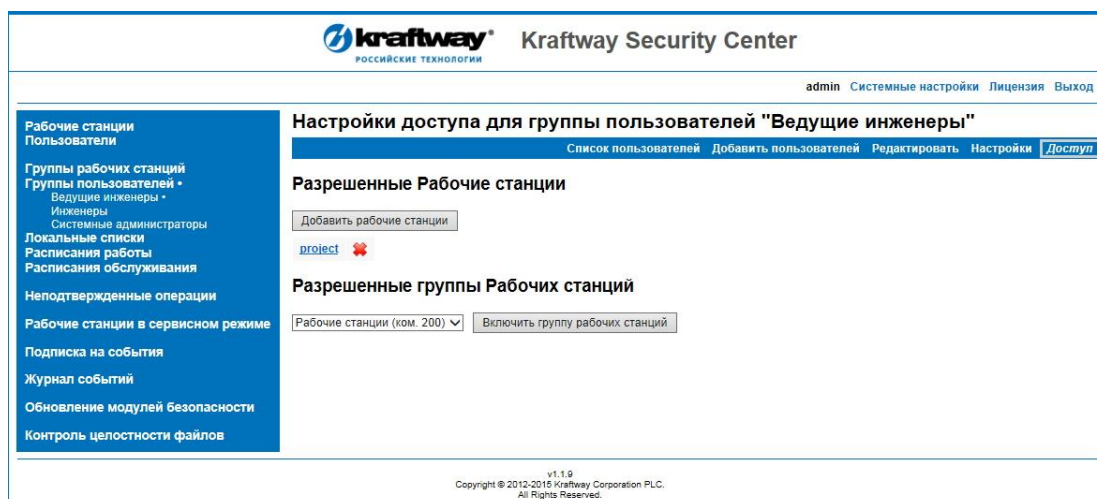 kraftway
РОССИЙСКИЕ ТЕХНОЛОГИИ
Kraftway Security Center
admin Системные настройки Лицензия Выход
Рабочие станции
Пользователи
Группы рабочих станций
Группы пользователей •
Ведущие инженеры •
Инженеры
Системные администраторы
Локальные списки
Расписания работы
Расписания обслуживания
Неподтвержденные операции
Рабочие станции в сервисном режиме
Подписка на события
Журнал событий
Обновление модулей безопасности
Контроль целостности файлов
Настройки доступа для группы пользователей "Ведущие инженеры"
Список пользователей Добавить пользователей Редактировать Настройки Доступ
Разрешенные Рабочие станции
Добавить рабочие станции
project
Разрешенные группы Рабочих станций
Рабочие станции (ком. 200) Включить группу рабочих станций
v1.1.9
Copyright © 2012-2015 Kraftway Corporation PLC.
All Rights Reserved.